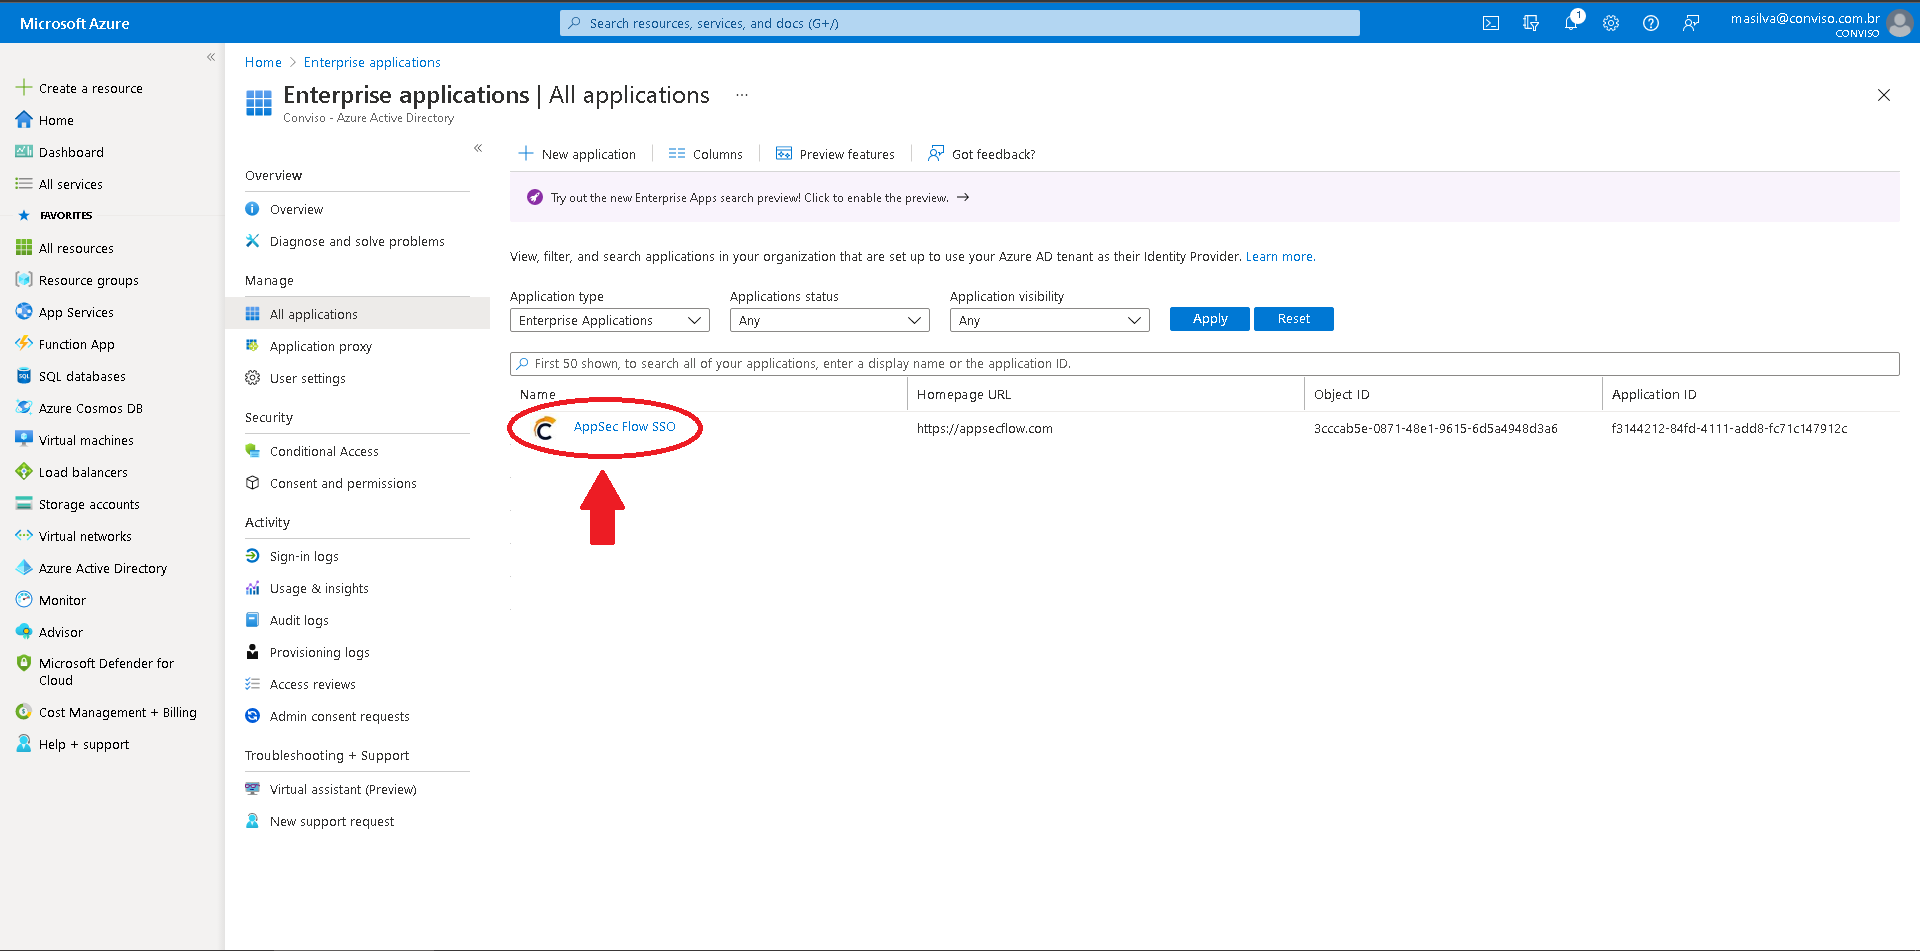 Microsoft Azure
Search resources, services, and docs (G+/)
1
masilva@conviso.com.br
CONVISO
Create a resource
Home
Dashboard
All services
FAVORITES
All resources
Resource groups
App Services
Function App
SQL databases
Azure Cosmos DB
Virtual machines
Load balancers
Storage accounts
Virtual networks
Azure Active Directory
Monitor
Advisor
Microsoft Defender for
Cloud
Cost Management + Billing
Help + support
Home > Enterprise applications
Enterprise applications | All applications ...
Conviso - Azure Active Directory
Overview
Overview
Diagnose and solve problems
Manage
All applications
Application proxy
User settings
Security
Conditional Access
Consent and permissions
Activity
Sign-in logs
Usage & insights
Audit logs
Provisioning logs
Access reviews
Admin consent requests
Troubleshooting + Support
Virtual assistant (Preview)
New support request
New application Columns Preview features Got feedback?
Try out the new Enterprise Apps search preview! Click to enable the preview. →
View, filter, and search applications in your organization that are set up to use your Azure AD tenant as their Identity Provider. Learn more.
Application type Applications status Application visibility
Enterprise Applications Any Any Apply Reset
First 50 shown, to search all of your applications, enter a display name or the application ID.
Name Homepage URL Object ID Application ID
AppSec Flow SSO https://appsecflow.com 3cccab5e-0871-48e1-9615-6d5a4948d3a6 f3144212-84fd-4111-add8-fc71c147912c